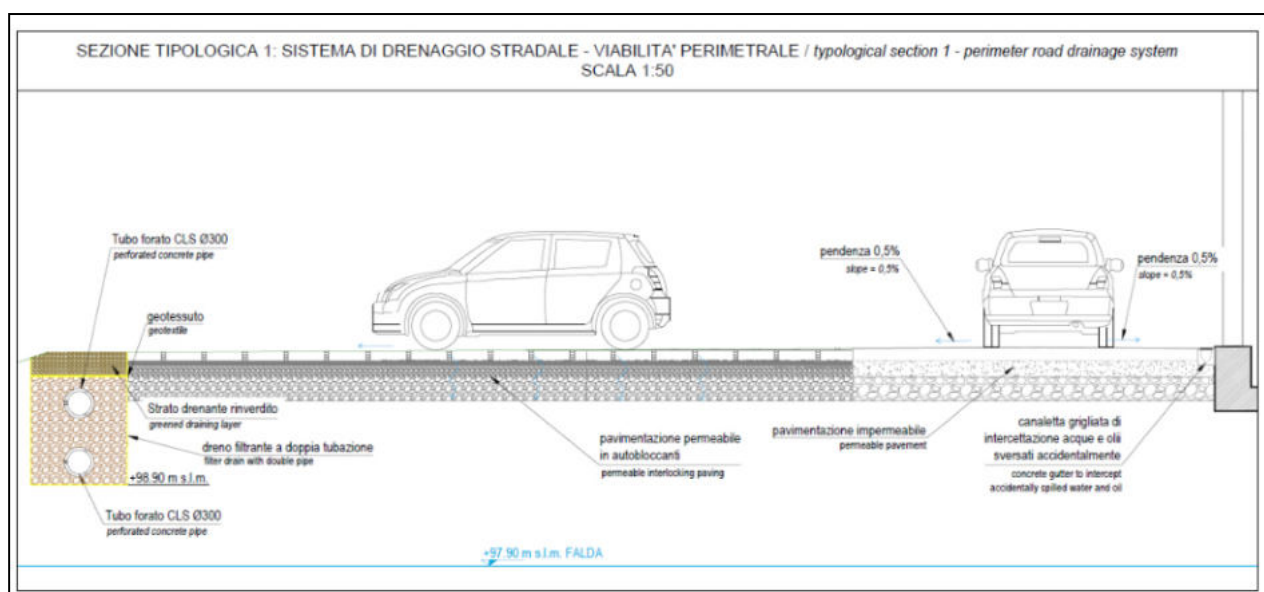 SEZIONE TIPOLOGICA 1: SISTEMA DI DRENAGGIO STRADALE - VIABILITA' PERIMETRALE / typological section 1 - perimeter road drainage system
SCALA 1:50
Tubo forato CLS Ø300
perforated concrete pipe
geotessuto
geotextile
pendenza 0,5%
slope = 0,5%
pendenza 0,5%
slope = 0,5%
Strato drenante rinverdito
greened draining layer
dreno filtrante a doppia tubazione
filter drain with double pipe
+98.90 m s.l.m.
Tubo forato CLS Ø300
perforated concrete pipe
pavimentazione permeabile
in autobloccanti
permeable interlocking paving
pavimentazione impermeabile
permeable pavement
canaletta grigliata di
intercettazione acque e olii
sversati accidentalmente
concrete gutter to intercept
accidentally spilled water and oil
+97.90 m s.l.m. FALDA